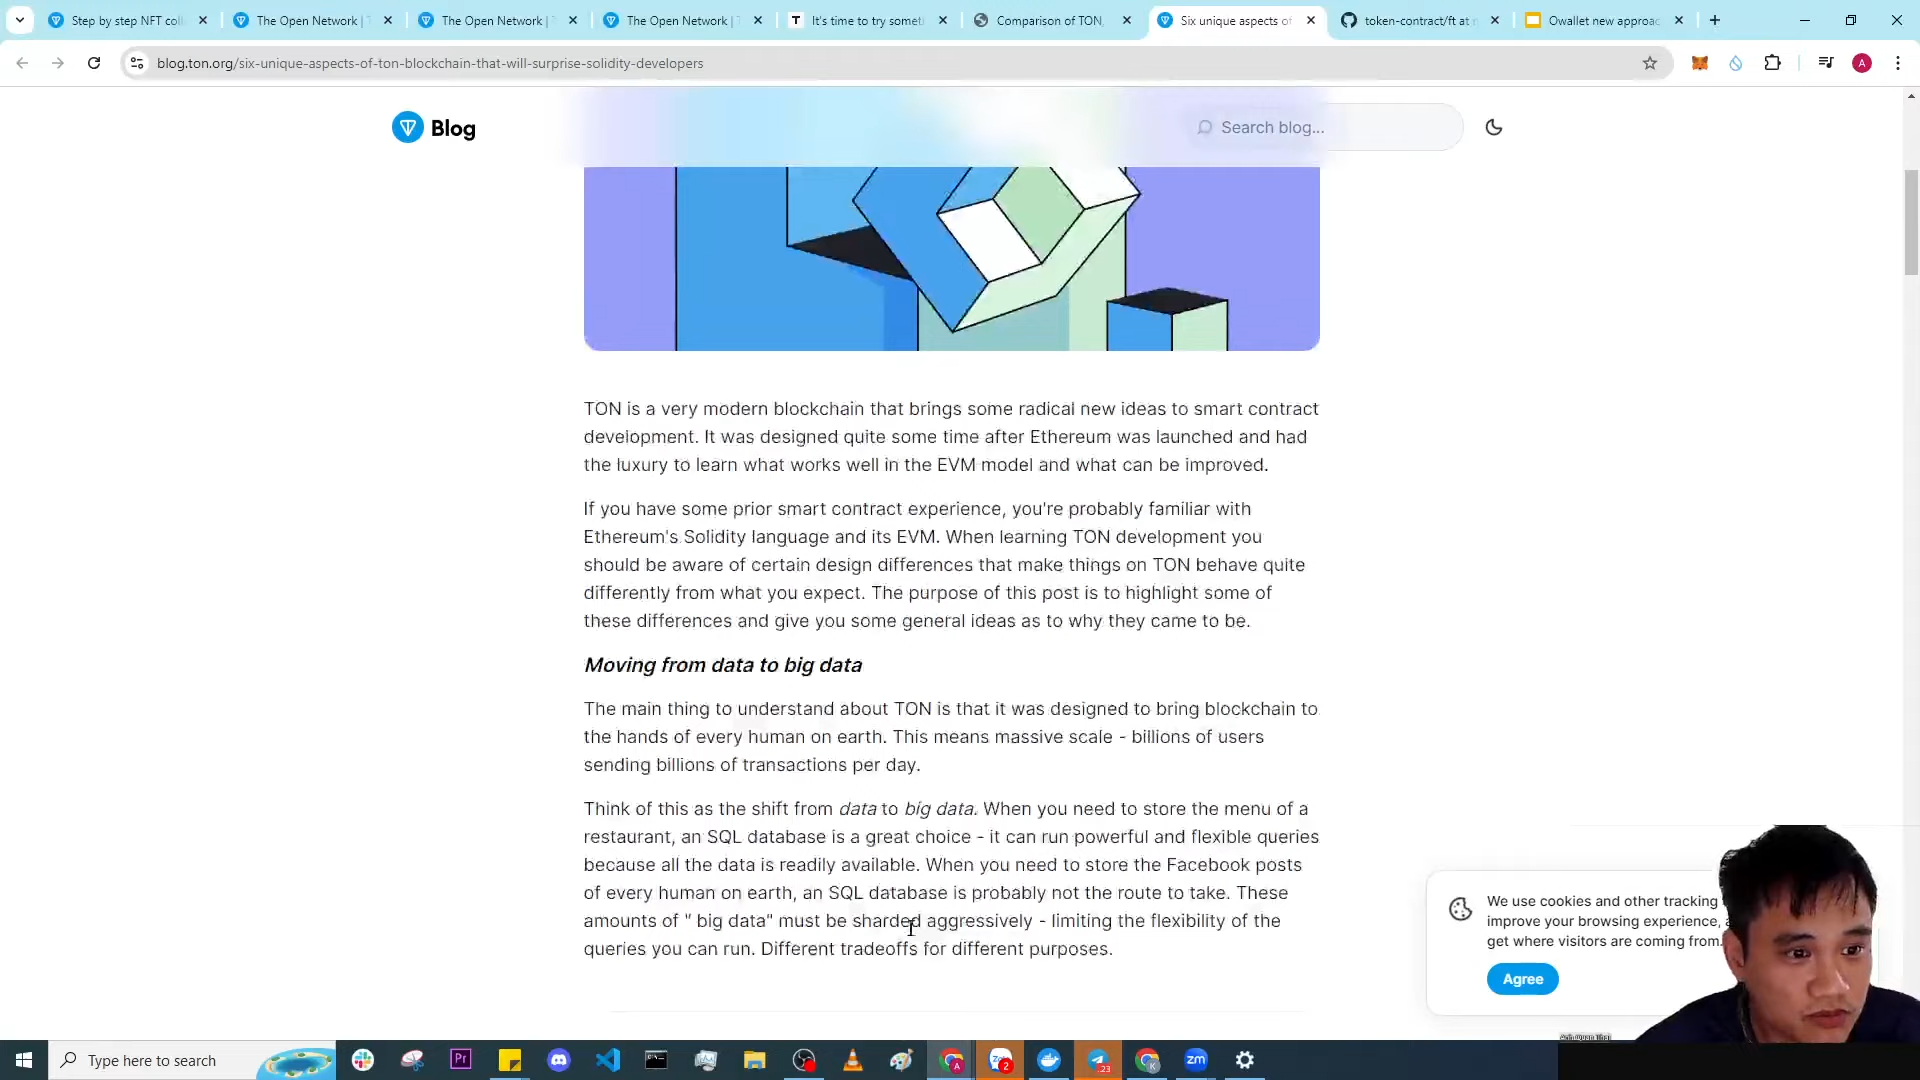 Step by step NFT coll
The Open Network | T
The Open Network |
The Open Network | T
It's time to try somet
Comparison of TON,
Six unique aspects of
token-contract/ft at
Owallet new approac
blog.ton.org/six-unique-aspects-of-ton-blockchain-that-will-surprise-solidity-developers
A
Blog
Search blog...
TON is a very modern blockchain that brings some radical new ideas to smart contract
development. It was designed quite some time after Ethereum was launched and had
the luxury to learn what works well in the EVM model and what can be improved.
If you have some prior smart contract experience, you're probably familiar with
Ethereum's Solidity language and its EVM. When learning TON development you
should be aware of certain design differences that make things on TON behave quite
differently from what you expect. The purpose of this post is to highlight some of
these differences and give you some general ideas as to why they came to be.
Moving from data to big data
The main thing to understand about TON is that it was designed to bring blockchain to
the hands of every human on earth. This means massive scale - billions of users
sending billions of transactions per day.
Think of this as the shift from data to big data. When you need to store the menu of a
restaurant, an SQL database is a great choice - it can run powerful and flexible queries
because all the data is readily available. When you need to store the Facebook posts
of every human on earth, an SQL database is probably not the route to take. These
amounts of " big data" must be sharded aggressively - limiting the flexibility of the
queries you can run. Different tradeoffs for different purposes.
We use cookies and other tracking
improve your browsing experience,
get where visitors are coming from.
Agree
Type here to search
Pr
A
2
23
K
zm